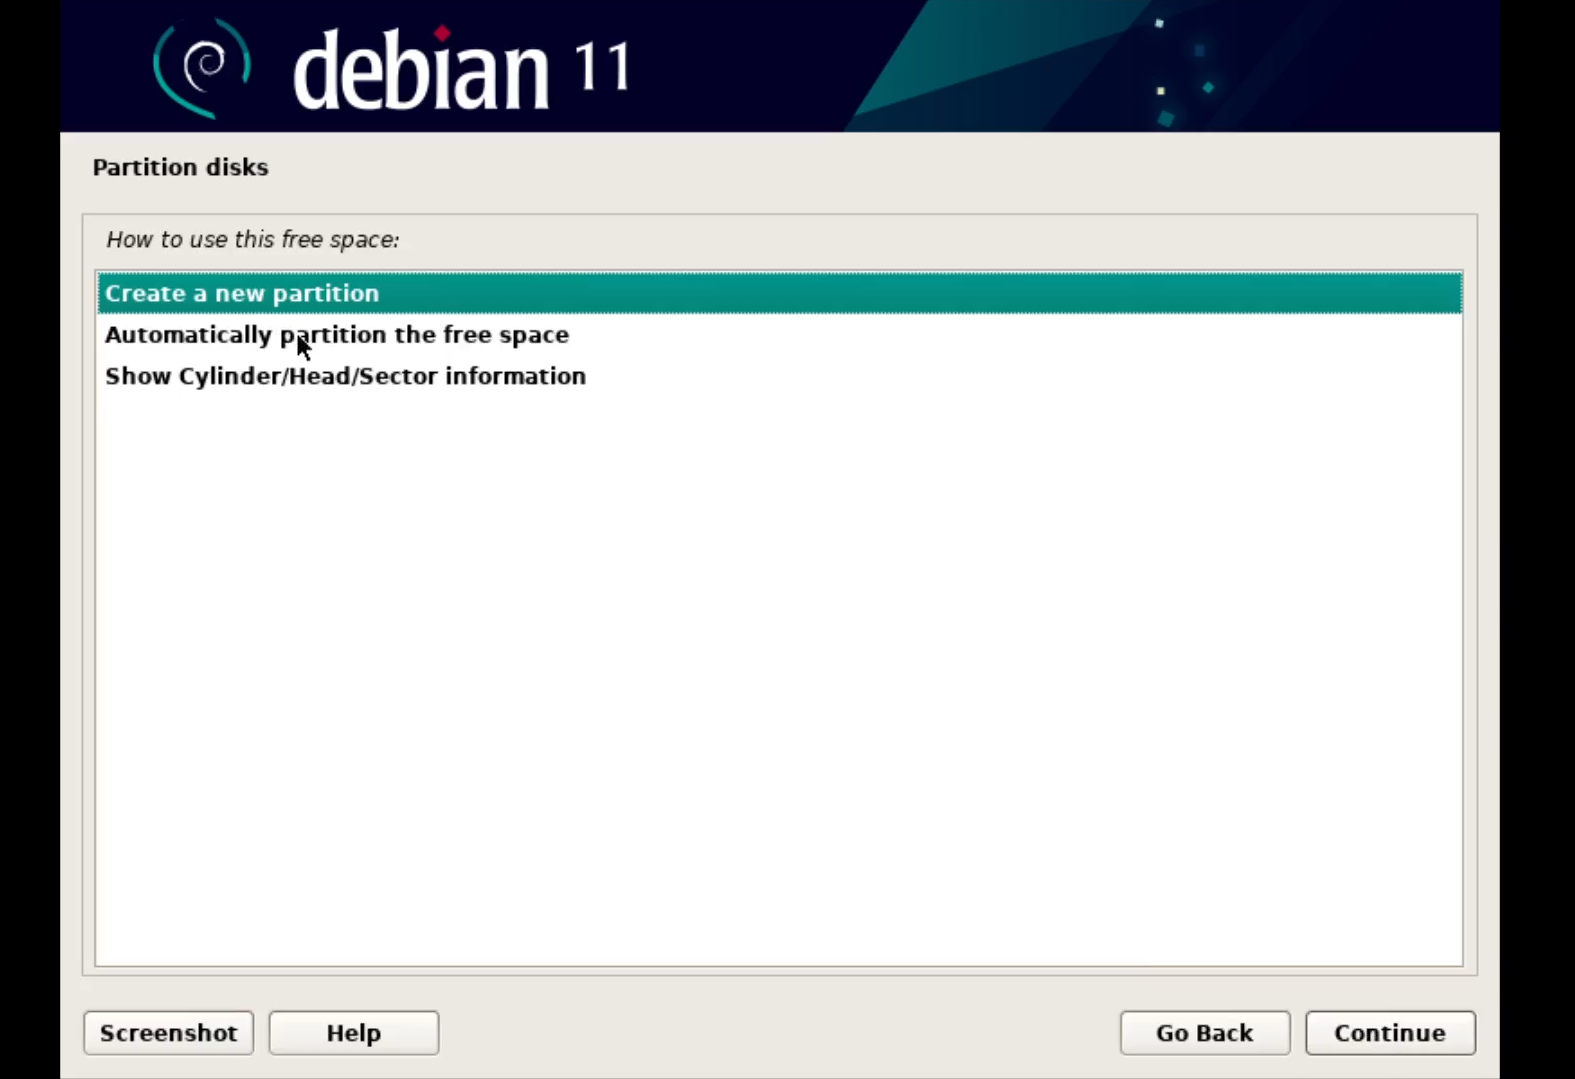 debian 11
Partition disks
How to use this free space:
Create a new partition
Automatically partition the free space
Show Cylinder/Head/Sector information
Screenshot
Help
Go Back
Continue